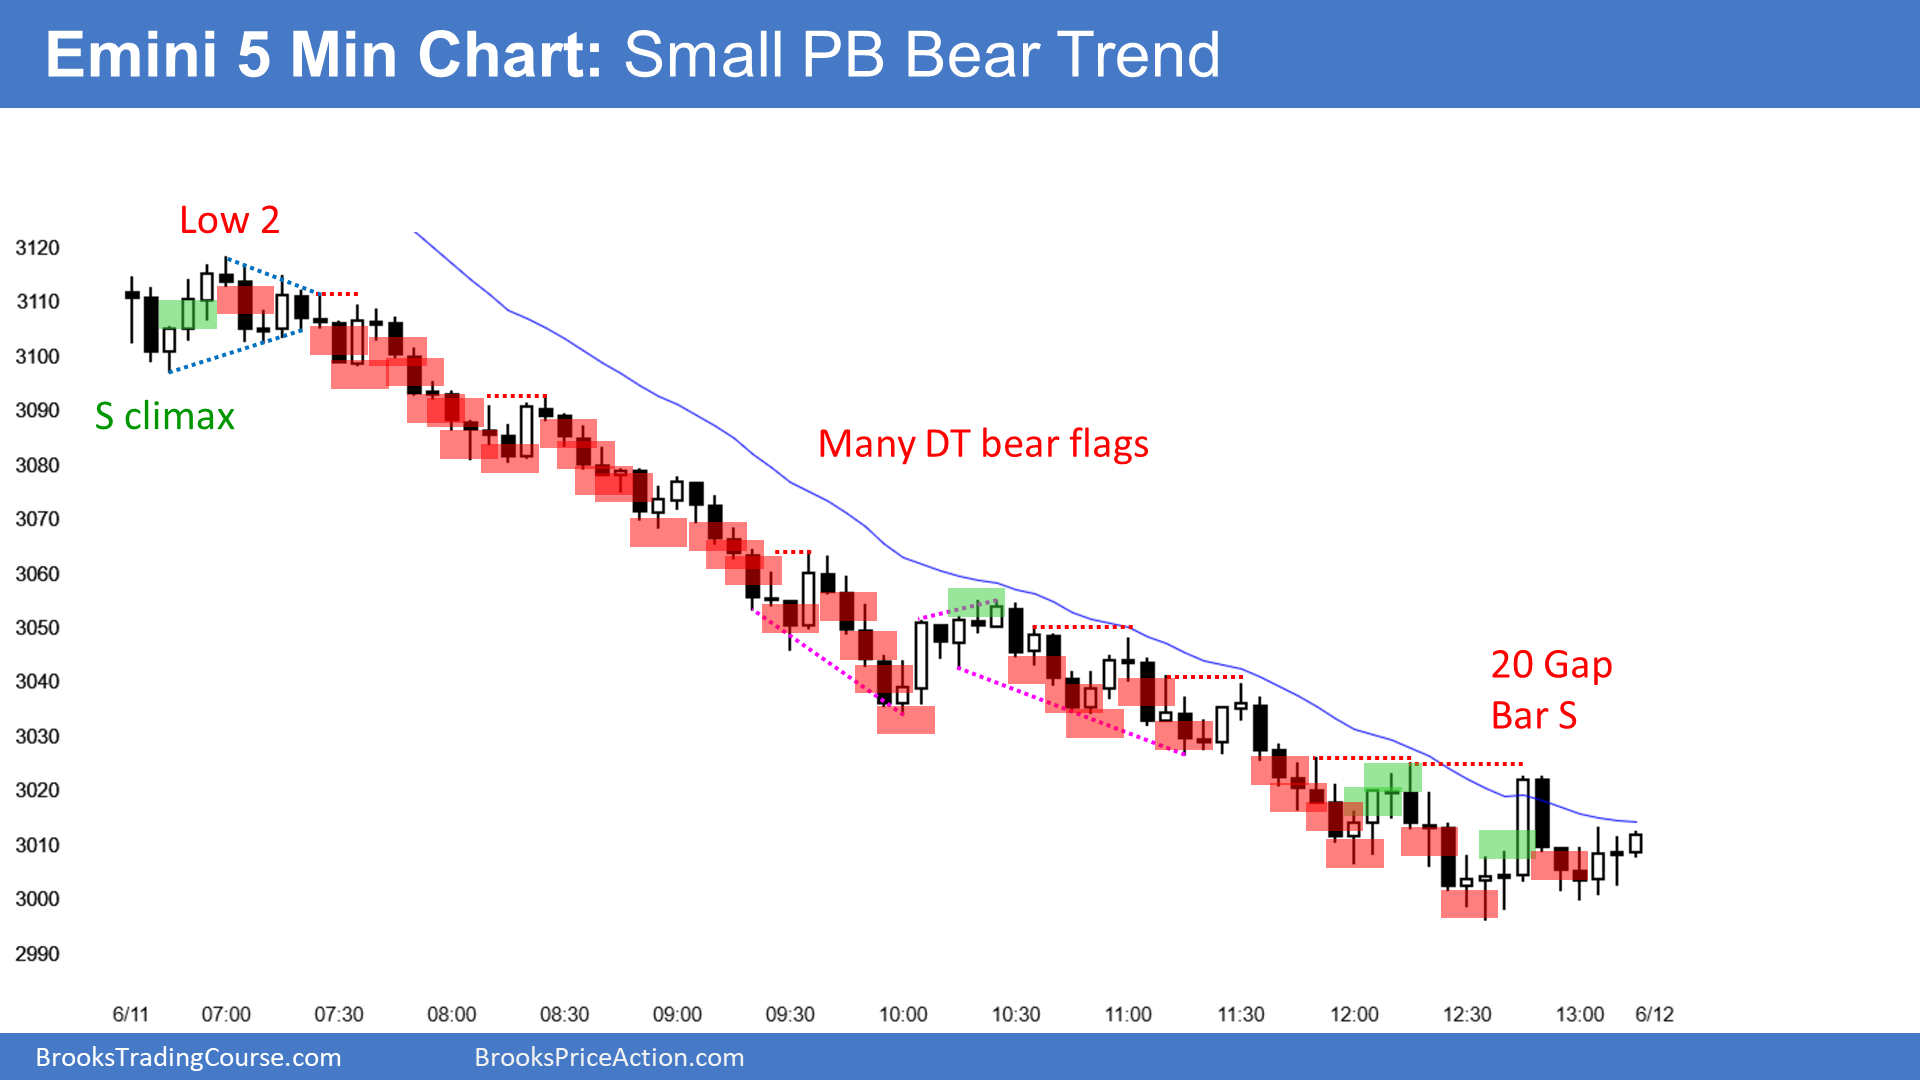 Emini 5 Min Chart: Small PB Bear Trend
Low 2
S climax
Many DT bear flags
20 Gap
Bar S
3120
3110
3100
3090
3080
3070
3060
3050
3040
3030
3020
3010
3000
2990
6/11 07:00 07:30 08:00 08:30 09:00 09:30 10:00 10:30 11:00 11:30 12:00 12:30 13:00 6/12
BrooksTradingCourse.com BrooksPriceAction.com